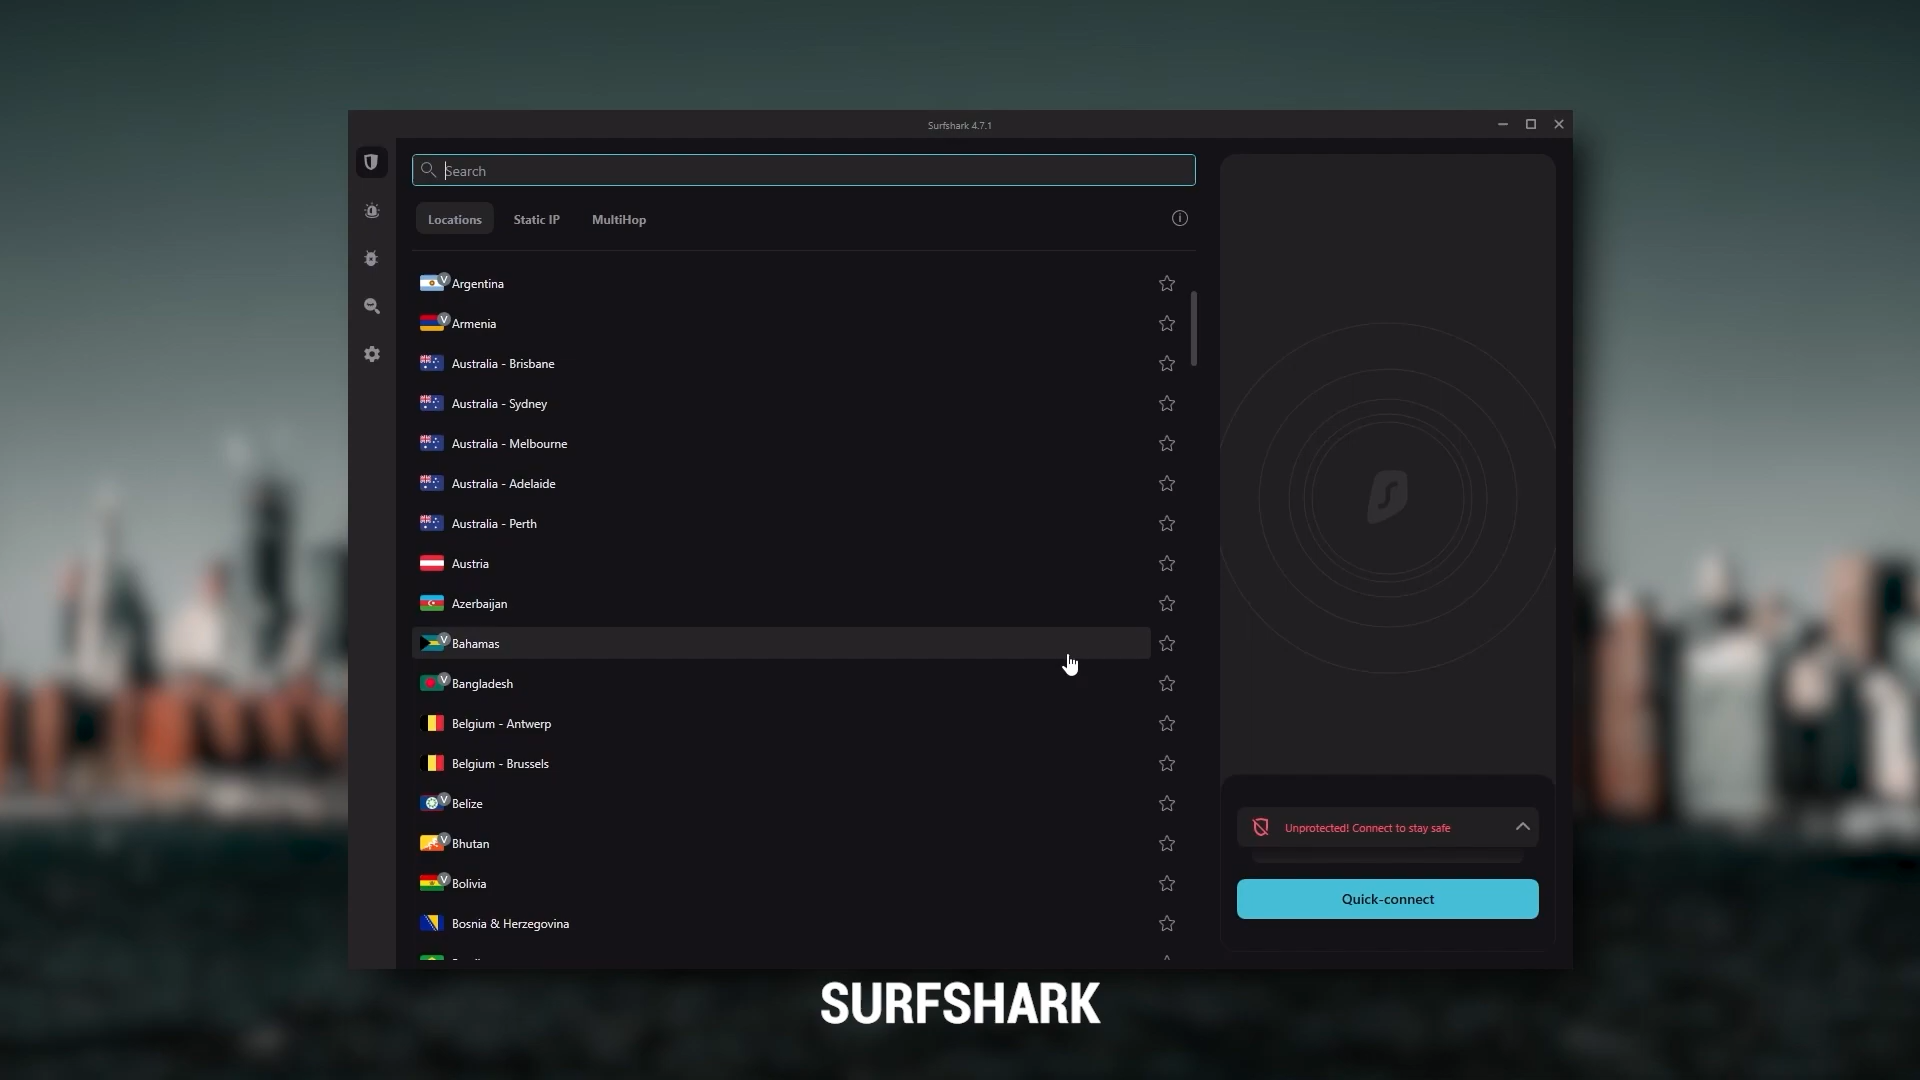 Surfshark 4.7.1
Search
Locations Static IP MultiHop
V Argentina
V Armenia
Australia - Brisbane
Australia - Sydney
Australia - Melbourne
Australia - Adelaide
Australia - Perth
Austria
Azerbaijan
V Bahamas
V Bangladesh
Belgium - Antwerp
Belgium - Brussels
V Belize
V Bhutan
V Bolivia
Bosnia & Herzegovina
Unprotected! Connect to stay safe
Quick-connect
SURFSHARK